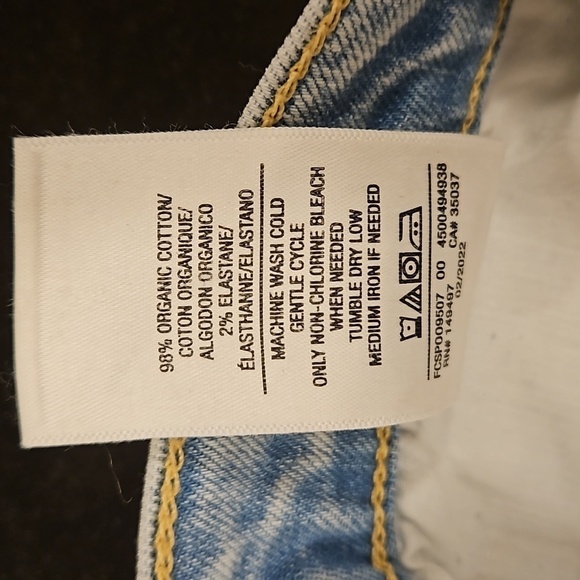 98% ORGANIC COTTON/
COTON ORGANIQUE/
ALGODON ORGANICO
2% ELASTANE/
ÉLASTHANNE/ELASTANO
MACHINE WASH COLD
GENTLE CYCLE
ONLY NON-CHLORINE BLEACH
WHEN NEEDED
TUMBLE DRY LOW
MEDIUM IRON IF NEEDED
FCSP009507 00 4500494938
RN# 149497 CA# 35037
02/2022